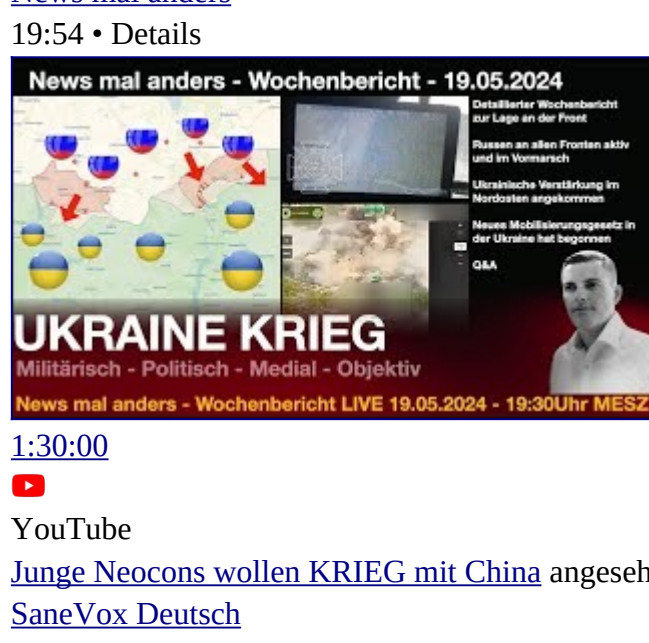 News mal anders
19:54 • Details
News mal anders - Wochenbericht - 19.05.2024
Detaillierter Wochenbericht
zur Lage an der Front
Russen an allen Fronten aktiv
und im Vormarsch
Ukrainische Verstärkung im
Nordosten angekommen
Neues Mobilisierungsgesetz in
der Ukraine hat begonnen
Q&A
UKRAINE KRIEG
Militärisch - Politisch - Medial - Objektiv
News mal anders - Wochenbericht LIVE 19.05.2024 - 19:30Uhr MESZ
1:30:00
YouTube
Junge Neocons wollen KRIEG mit China angeseh
SaneVox Deutsch